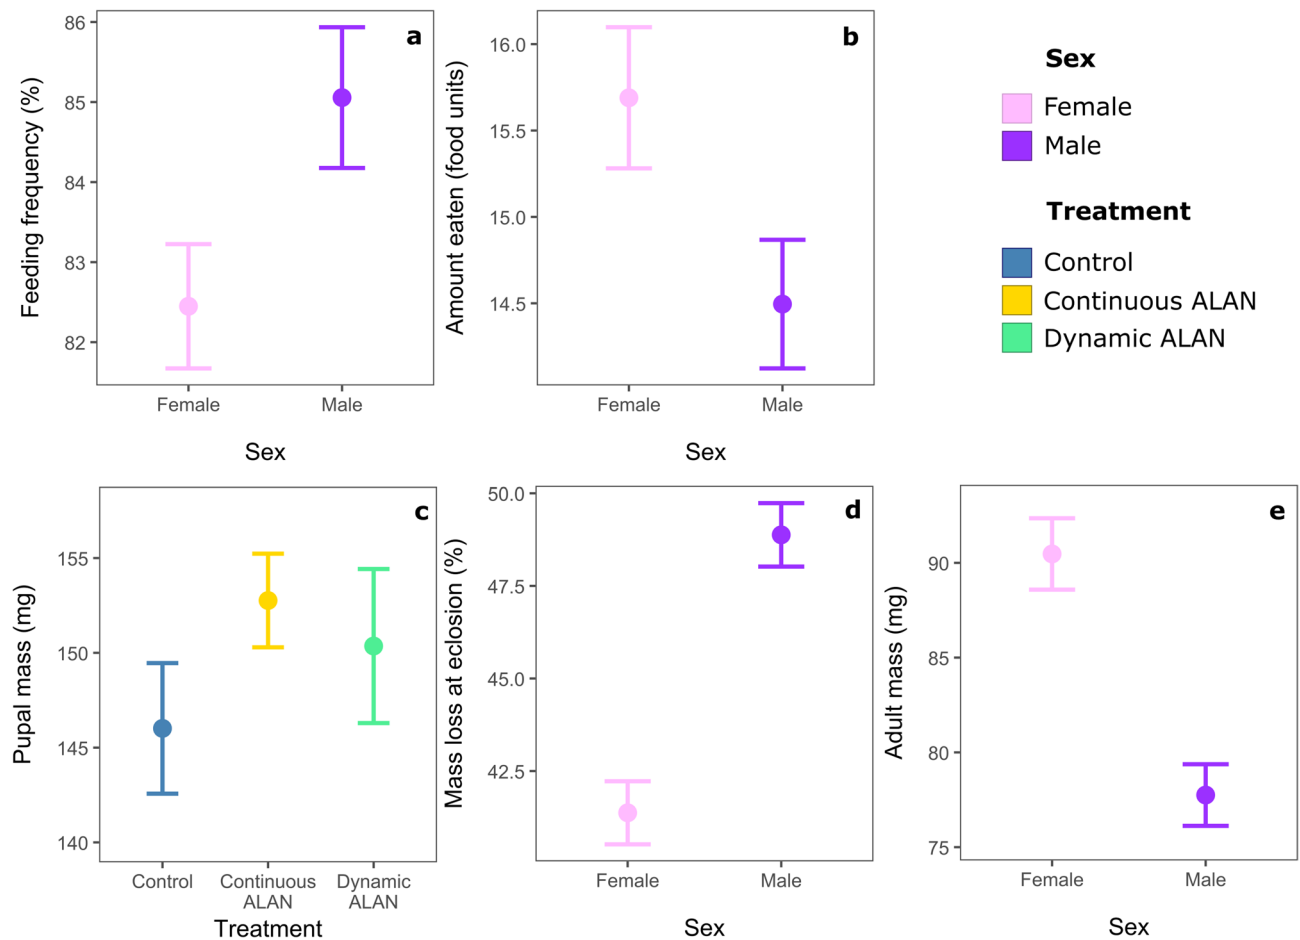 a
Feeding frequency (%)
86
85
84
83
82
Female Male
Sex
b
Amount eaten (food units)
16.0
15.5
15.0
14.5
Female Male
Sex
Sex
Female
Male
Treatment
Control
Continuous ALAN
Dynamic ALAN
c
Pupal mass (mg)
155
150
145
140
Control Continuous Dynamic
ALAN ALAN
Treatment
d
Mass loss at eclosion (%)
50.0
47.5
45.0
42.5
Female Male
Sex
e
Adult mass (mg)
90
85
80
75
Female Male
Sex